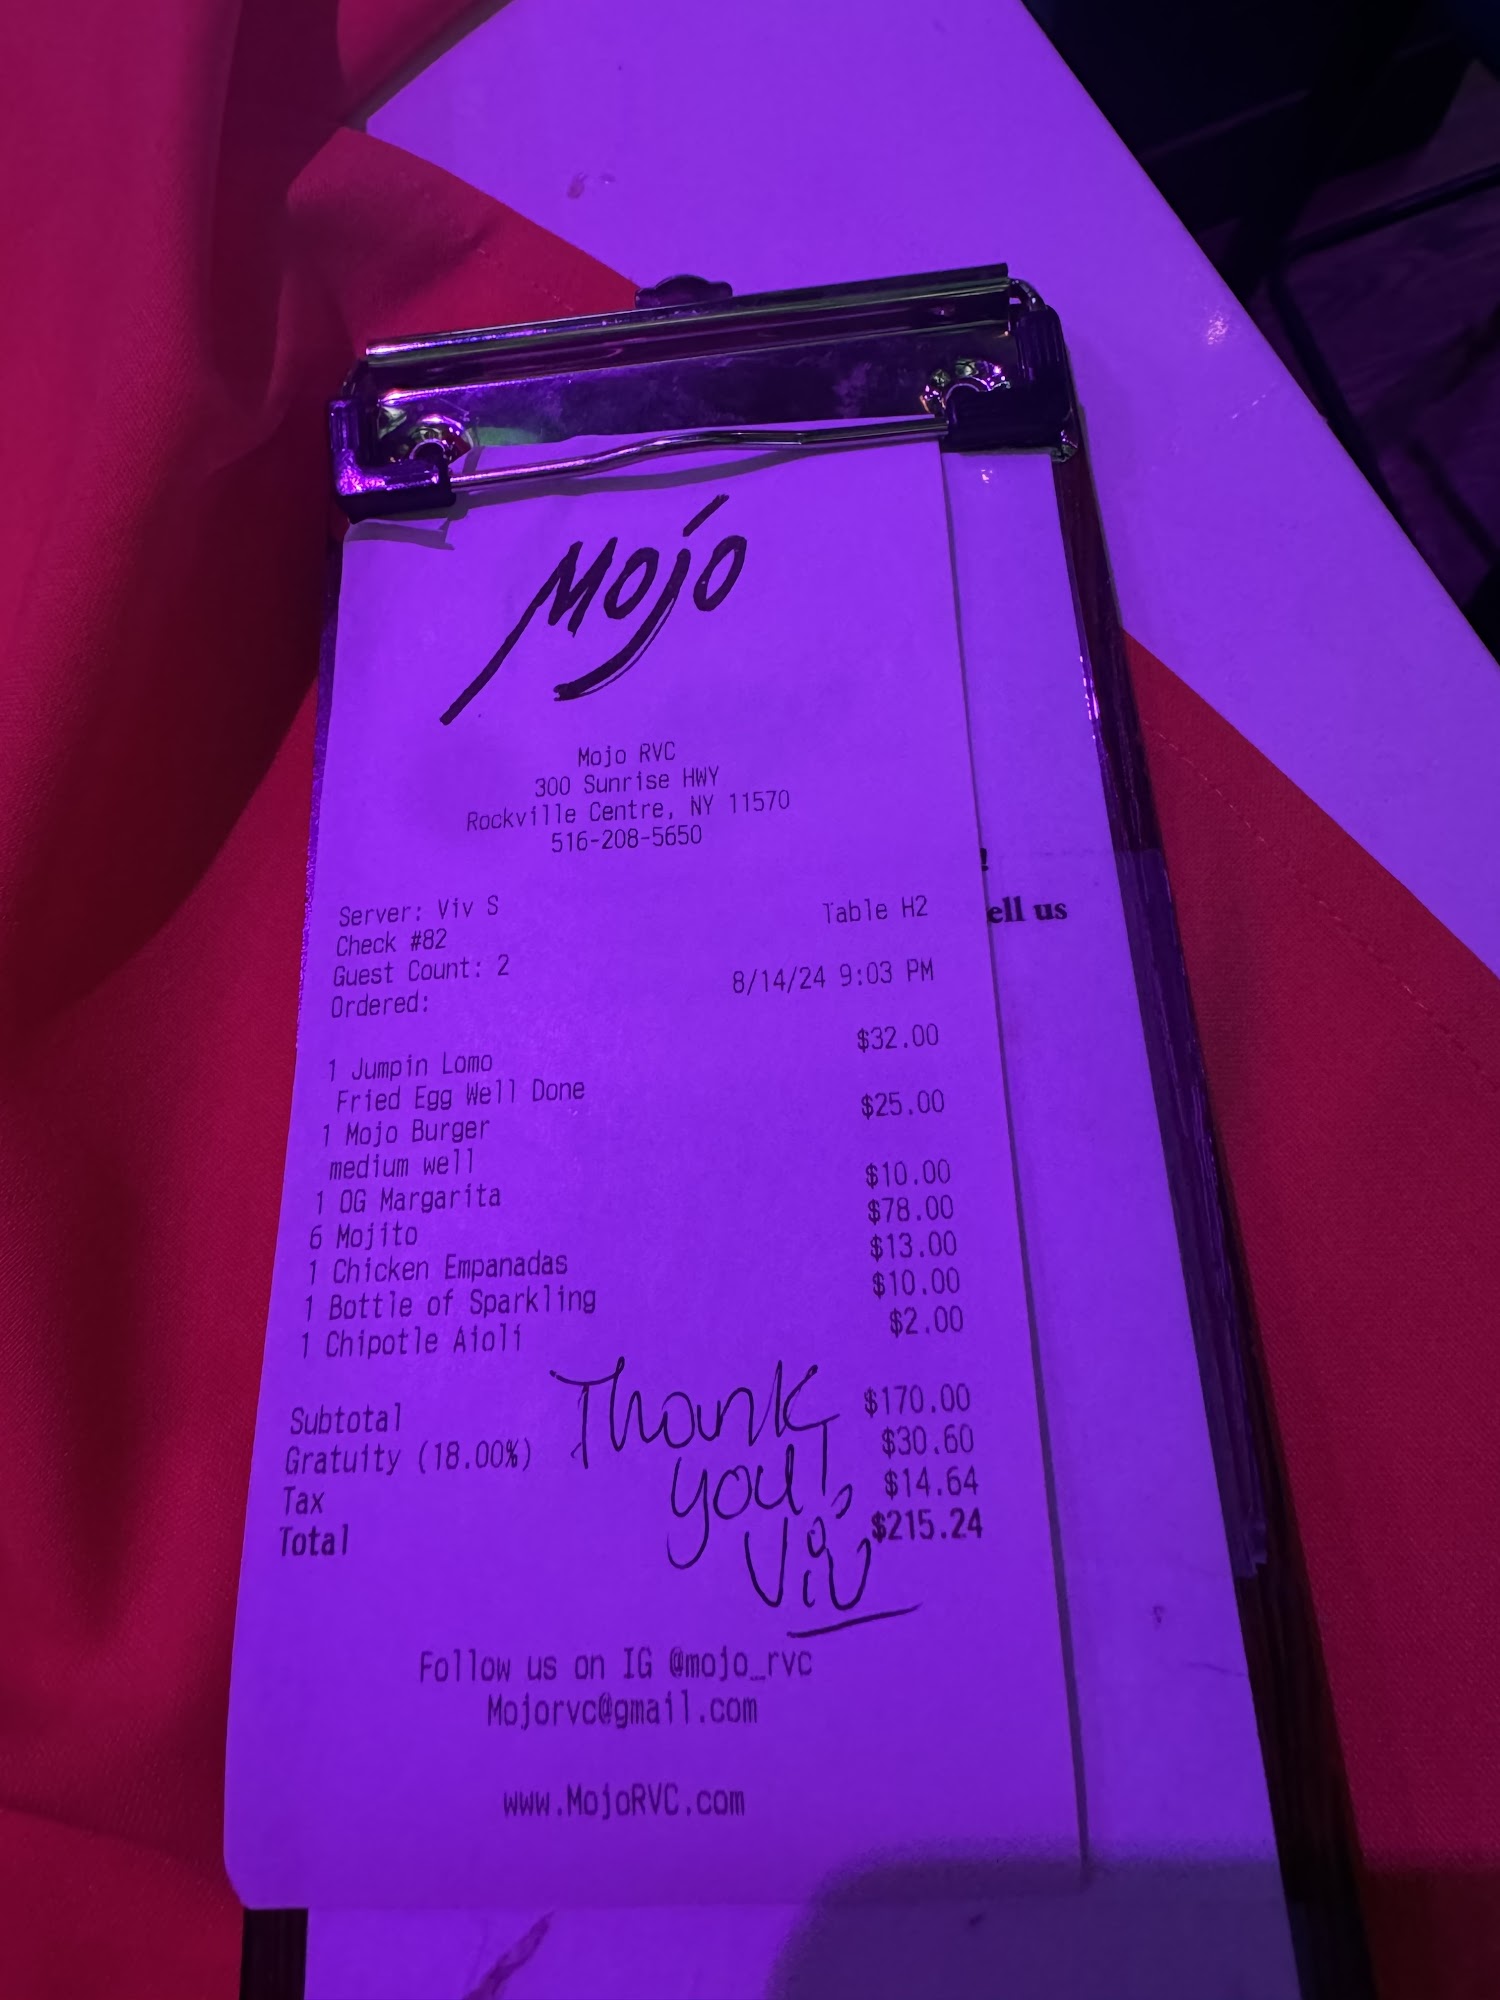 Mojo
Mojo RVC
300 Sunrise HWY
Rockville Centre, NY 11570
516-208-5650
Server: Viv S
Table H2
Check #82
Guest Count: 2
Ordered:
8/14/24 9:03 PM
1 Jumpin Lomo $32.00
Fried Egg Well Done
1 Mojo Burger $25.00
medium well
1 OG Margarita $10.00
6 Mojito $78.00
1 Chicken Empanadas $13.00
1 Bottle of Sparkling $10.00
1 Chipotle Aioli $2.00
Subtotal $170.00
Gratuity (18.00%) $30.60
Tax $14.64
Total $215.24
Thank
you!
Viv
Follow us on IG @mojo_rvc
Mojorvc@gmail.com
www.MojoRVC.com
!
ell us